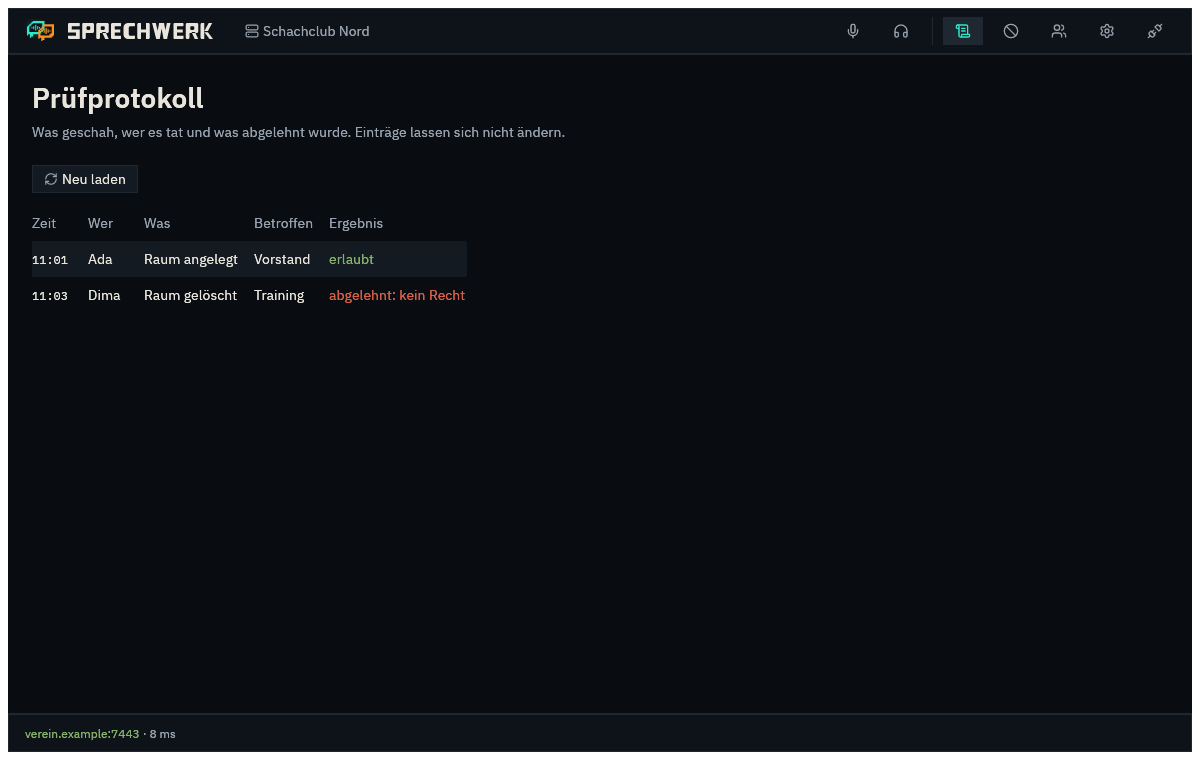 SPRECHWERK Schachclub Nord
Prüfprotokoll
Was geschah, wer es tat und was abgelehnt wurde. Einträge lassen sich nicht ändern.
Neu laden
Zeit Wer Was Betroffen Ergebnis
11:01 Ada Raum angelegt Vorstand erlaubt
11:03 Dima Raum gelöscht Training abgelehnt: kein Recht
verein.example:7443 · 8 ms